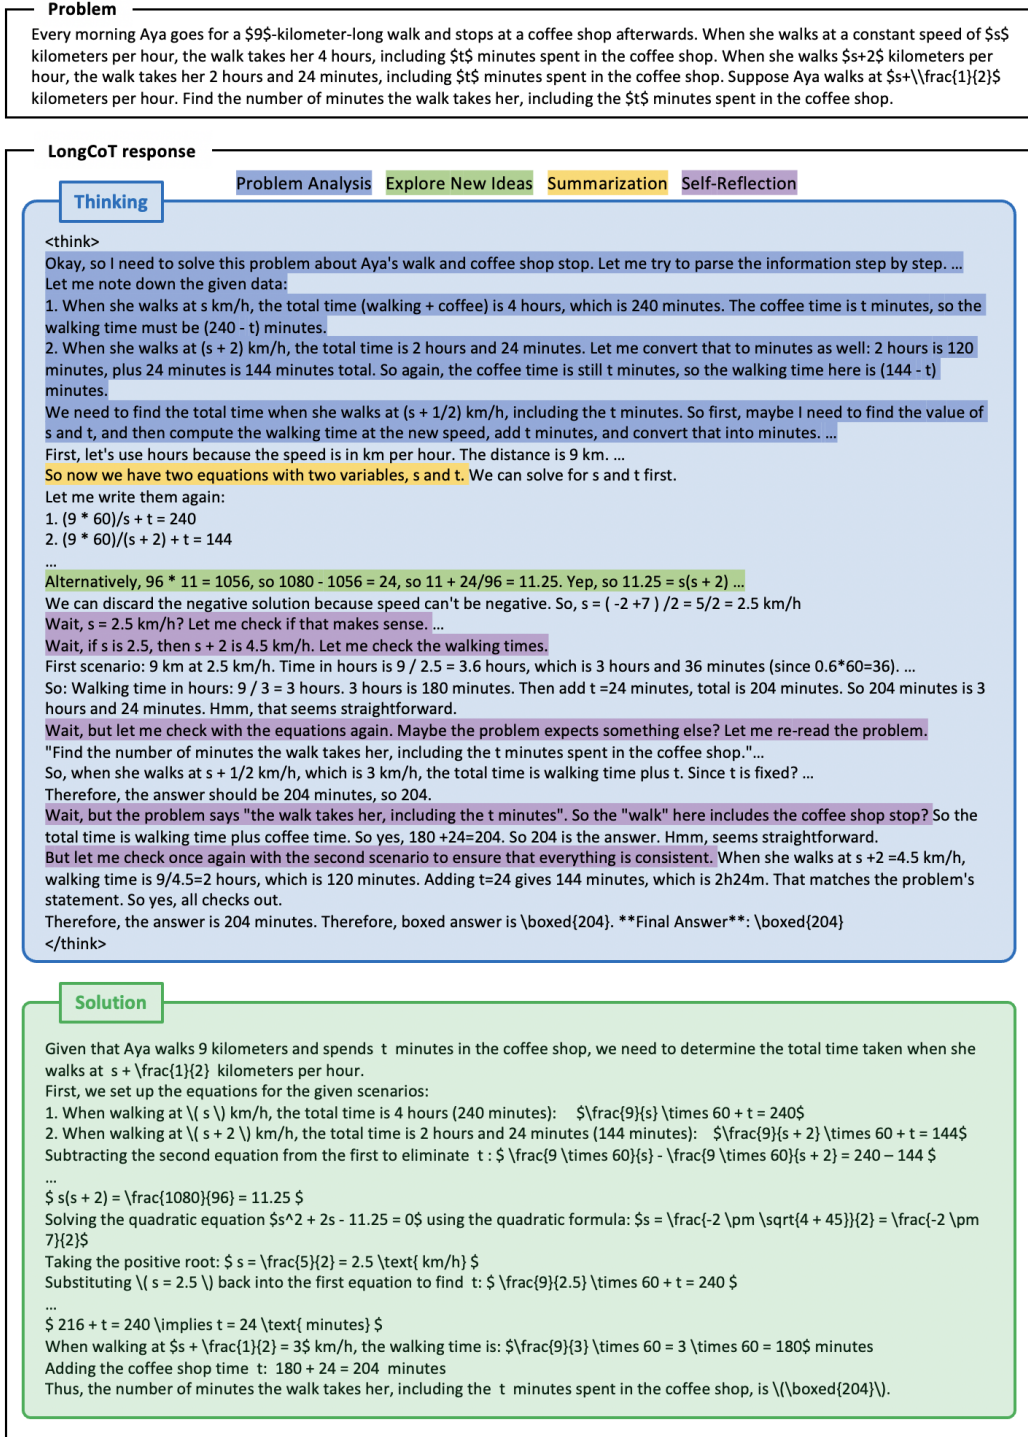 Problem
Every morning Aya goes for a $9$-kilometer-long walk and stops at a coffee shop afterwards. When she walks at a constant speed of $s$
kilometers per hour, the walk takes her 4 hours, including $t$ minutes spent in the coffee shop. When she walks $s+2$ kilometers per
hour, the walk takes her 2 hours and 24 minutes, including $t$ minutes spent in the coffee shop. Suppose Aya walks at $s+\\frac{1}{2}$
kilometers per hour. Find the number of minutes the walk takes her, including the $t$ minutes spent in the coffee shop.
LongCoT response
Problem Analysis Explore New Ideas Summarization Self-Reflection
Thinking
<think>
Okay, so I need to solve this problem about Aya's walk and coffee shop stop. Let me try to parse the information step by step. ...
Let me note down the given data:
1. When she walks at s km/h, the total time (walking + coffee) is 4 hours, which is 240 minutes. The coffee time is t minutes, so the
walking time must be (240 - t) minutes.
2. When she walks at (s + 2) km/h, the total time is 2 hours and 24 minutes. Let me convert that to minutes as well: 2 hours is 120
minutes, plus 24 minutes is 144 minutes total. So again, the coffee time is still t minutes, so the walking time here is (144 - t)
minutes.
We need to find the total time when she walks at (s + 1/2) km/h, including the t minutes. So first, maybe I need to find the value of
s and t, and then compute the walking time at the new speed, add t minutes, and convert that into minutes. ...
First, let's use hours because the speed is in km per hour. The distance is 9 km. ...
So now we have two equations with two variables, s and t. We can solve for s and t first.
Let me write them again:
1. (9 * 60)/s + t = 240
2. (9 * 60)/(s + 2) + t = 144
...
Alternatively, 96 * 11 = 1056, so 1080 - 1056 = 24, so 11 + 24/96 = 11.25. Yep, so 11.25 = s(s + 2) ...
We can discard the negative solution because speed can't be negative. So, s = ( -2 +7 ) /2 = 5/2 = 2.5 km/h
Wait, s = 2.5 km/h? Let me check if that makes sense. ...
Wait, if s is 2.5, then s + 2 is 4.5 km/h. Let me check the walking times.
First scenario: 9 km at 2.5 km/h. Time in hours is 9 / 2.5 = 3.6 hours, which is 3 hours and 36 minutes (since 0.6*60=36). ...
So: Walking time in hours: 9 / 3 = 3 hours. 3 hours is 180 minutes. Then add t =24 minutes, total is 204 minutes. So 204 minutes is 3
hours and 24 minutes. Hmm, that seems straightforward.
Wait, but let me check with the equations again. Maybe the problem expects something else? Let me re-read the problem.
"Find the number of minutes the walk takes her, including the t minutes spent in the coffee shop."...
So, when she walks at s + 1/2 km/h, which is 3 km/h, the total time is walking time plus t. Since t is fixed? ...
Therefore, the answer should be 204 minutes, so 204.
Wait, but the problem says "the walk takes her, including the t minutes". So the "walk" here includes the coffee shop stop? So the
total time is walking time plus coffee time. So yes, 180 +24=204. So 204 is the answer. Hmm, seems straightforward.
But let me check once again with the second scenario to ensure that everything is consistent. When she walks at s +2 =4.5 km/h,
walking time is 9/4.5=2 hours, which is 120 minutes. Adding t=24 gives 144 minutes, which is 2h24m. That matches the problem's
statement. So yes, all checks out.
Therefore, the answer is 204 minutes. Therefore, boxed answer is \boxed{204}. **Final Answer**: \boxed{204}
</think>
Solution
Given that Aya walks 9 kilometers and spends t minutes in the coffee shop, we need to determine the total time taken when she
walks at s + \frac{1}{2} kilometers per hour.
First, we set up the equations for the given scenarios:
1. When walking at \( s \) km/h, the total time is 4 hours (240 minutes): $\frac{9}{s} \times 60 + t = 240$
2. When walking at \( s + 2 \) km/h, the total time is 2 hours and 24 minutes (144 minutes): $\frac{9}{s + 2} \times 60 + t = 144$
Subtracting the second equation from the first to eliminate t : $ \frac{9 \times 60}{s} - \frac{9 \times 60}{s + 2} = 240 – 144 $
...
$ s(s + 2) = \frac{1080}{96} = 11.25 $
Solving the quadratic equation $s^2 + 2s - 11.25 = 0$ using the quadratic formula: $s = \frac{-2 \pm \sqrt{4 + 45}}{2} = \frac{-2 \pm
7}{2}$
Taking the positive root: $ s = \frac{5}{2} = 2.5 \text{ km/h} $
Substituting \( s = 2.5 \) back into the first equation to find t: $ \frac{9}{2.5} \times 60 + t = 240 $
...
$ 216 + t = 240 \implies t = 24 \text{ minutes} $
When walking at $s + \frac{1}{2} = 3$ km/h, the walking time is: $\frac{9}{3} \times 60 = 3 \times 60 = 180$ minutes
Adding the coffee shop time t: 180 + 24 = 204 minutes
Thus, the number of minutes the walk takes her, including the t minutes spent in the coffee shop, is \(\boxed{204}\).